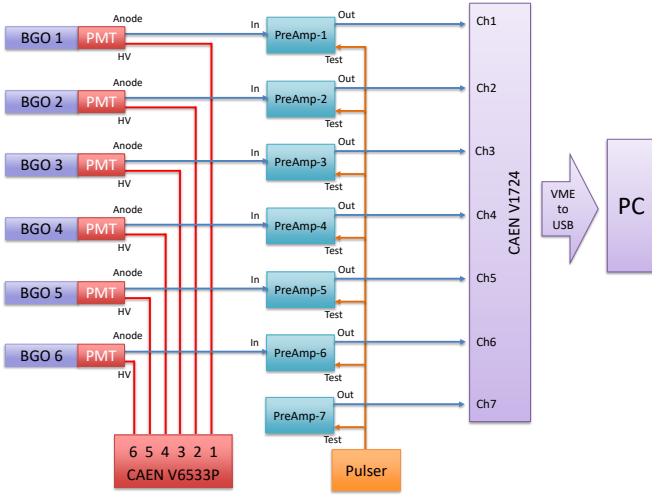 Anode In Out
BGO 1 PMT PreAmp-1 Ch1
HV Test
Anode In Out
BGO 2 PMT PreAmp-2 Ch2
HV Test
Anode In Out
BGO 3 PMT PreAmp-3 Ch3
HV Test
Anode In Out
BGO 4 PMT PreAmp-4 Ch4
HV Test
Anode In Out
BGO 5 PMT PreAmp-5 Ch5
HV Test
Anode In Out
BGO 6 PMT PreAmp-6 Ch6
HV Test
Out
PreAmp-7 Ch7
Test
CAEN V1724
VME
to
USB
PC
6 5 4 3 2 1
CAEN V6533P
Pulser